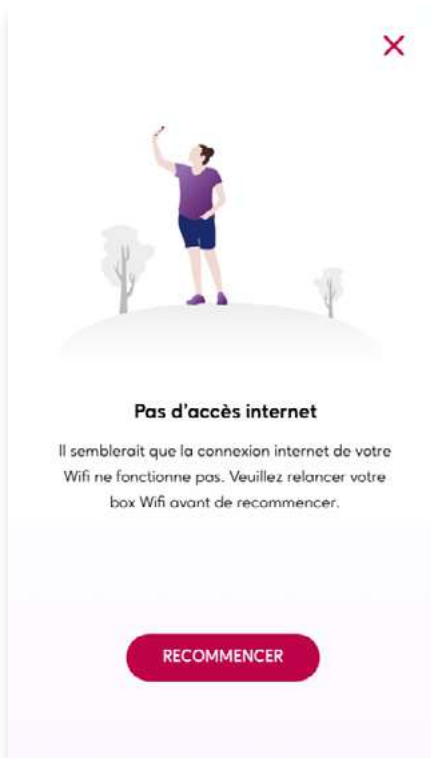 Pas d'accès internet
Il semblerait que la connexion internet de votre
Wifi ne fonctionne pas. Veuillez relancer votre
box Wifi avant de recommencer.
RECOMMENCER